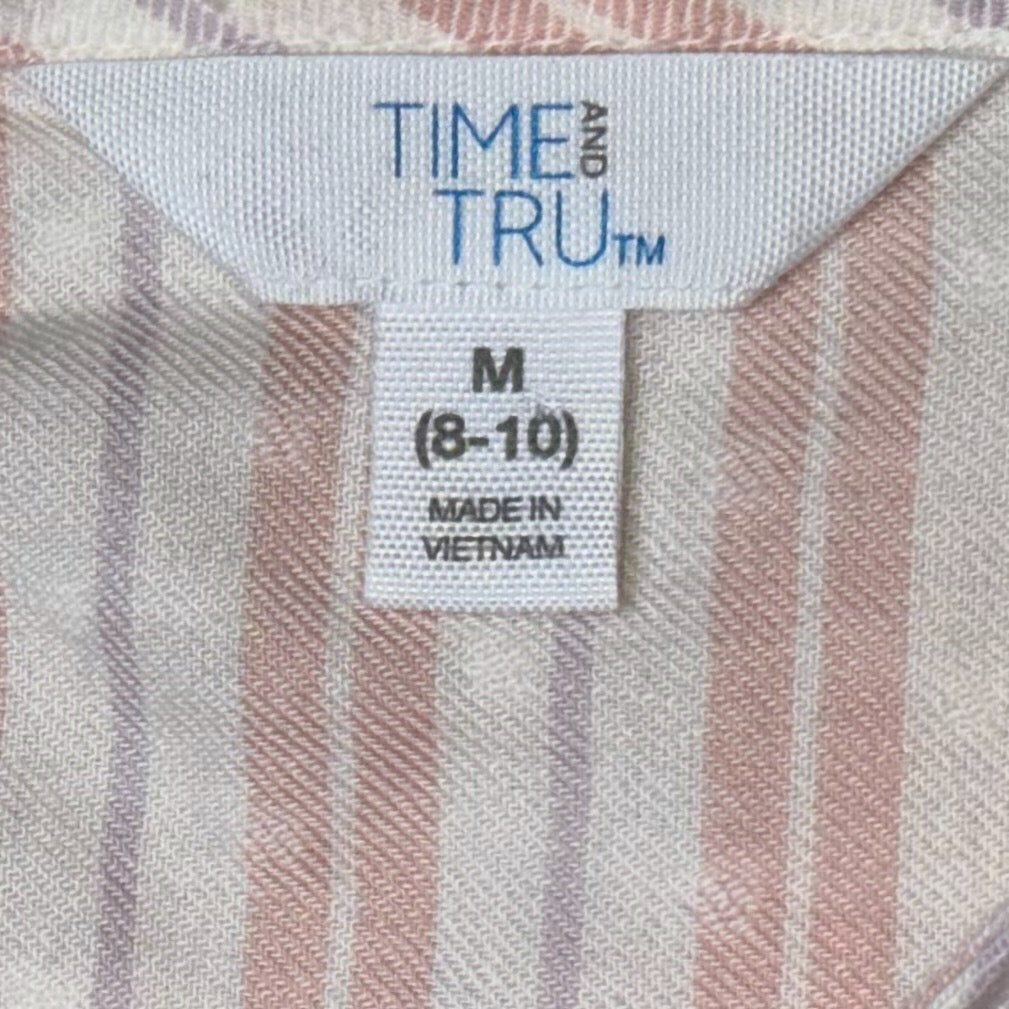 TIME AND
TRU™
M
(8-10)
MADE IN
VIETNAM